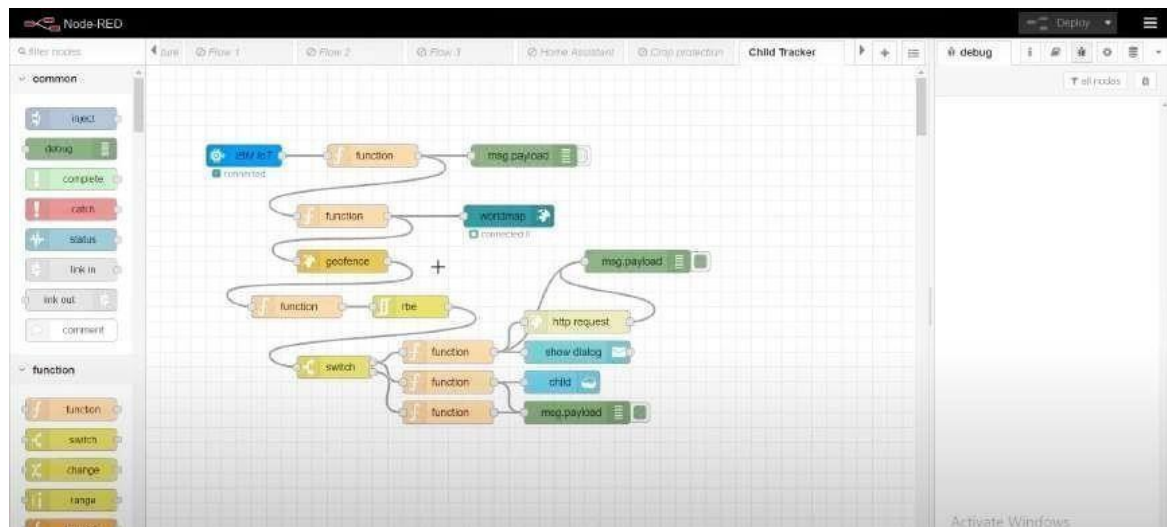 Node-RED
Deploy
filter nodes
Flow 1
Flow 2
Flow 3
Home Assistant
Crop protection
Child Tracker
debug
all nodes
common
inject
debug
complete
catch
status
link in
link out
comment
function
function
switch
change
range
IBM IoT
connected
function
msg.payload
function
worldmap
connected
geofence
msg.payload
function
rbe
http request
switch
function
show dialog
function
child
function
msg.payload
Activate Windows